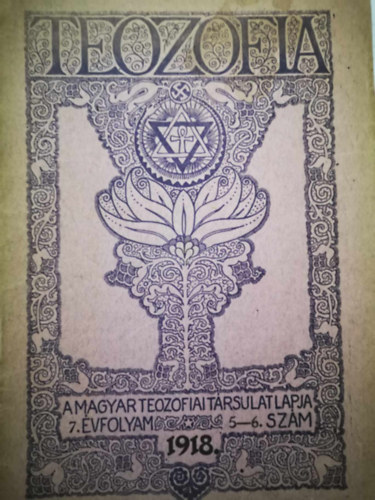 TEOZOFIA
A MAGYAR TEOZOFIAI TÁRSULAT LAPJA
7. ÉVFOLYAM 5—6. SZÁM
1918.